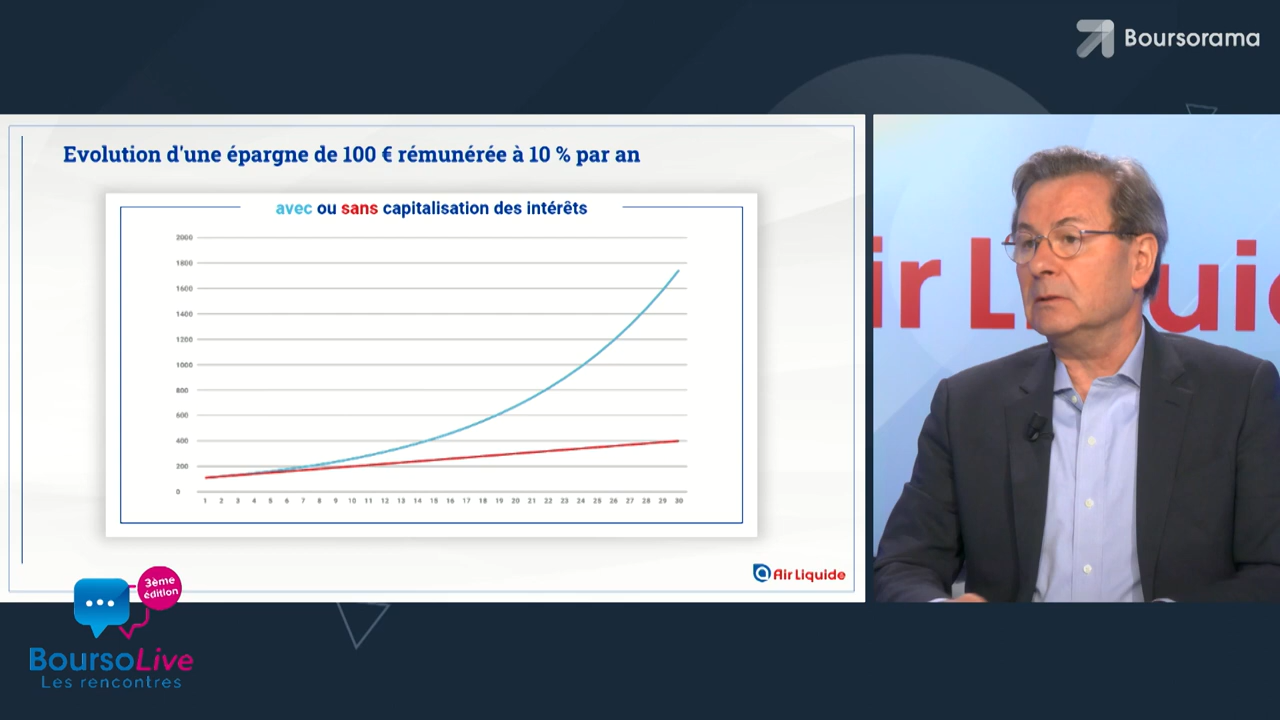 Boursorama
Evolution d'une épargne de 100 € rémunérée à 10 % par an
avec ou sans capitalisation des intérêts
2000
1800
1600
1400
1200
1000
800
600
400
200
0
1 2 3 4 5 6 7 8 9 10 11 12 13 14 15 16 17 18 19 20 21 22 23 24 25 26 27 28 29 30
Air Liquide
ir L uid
3ème
édition
BoursoLive
Les rencontres